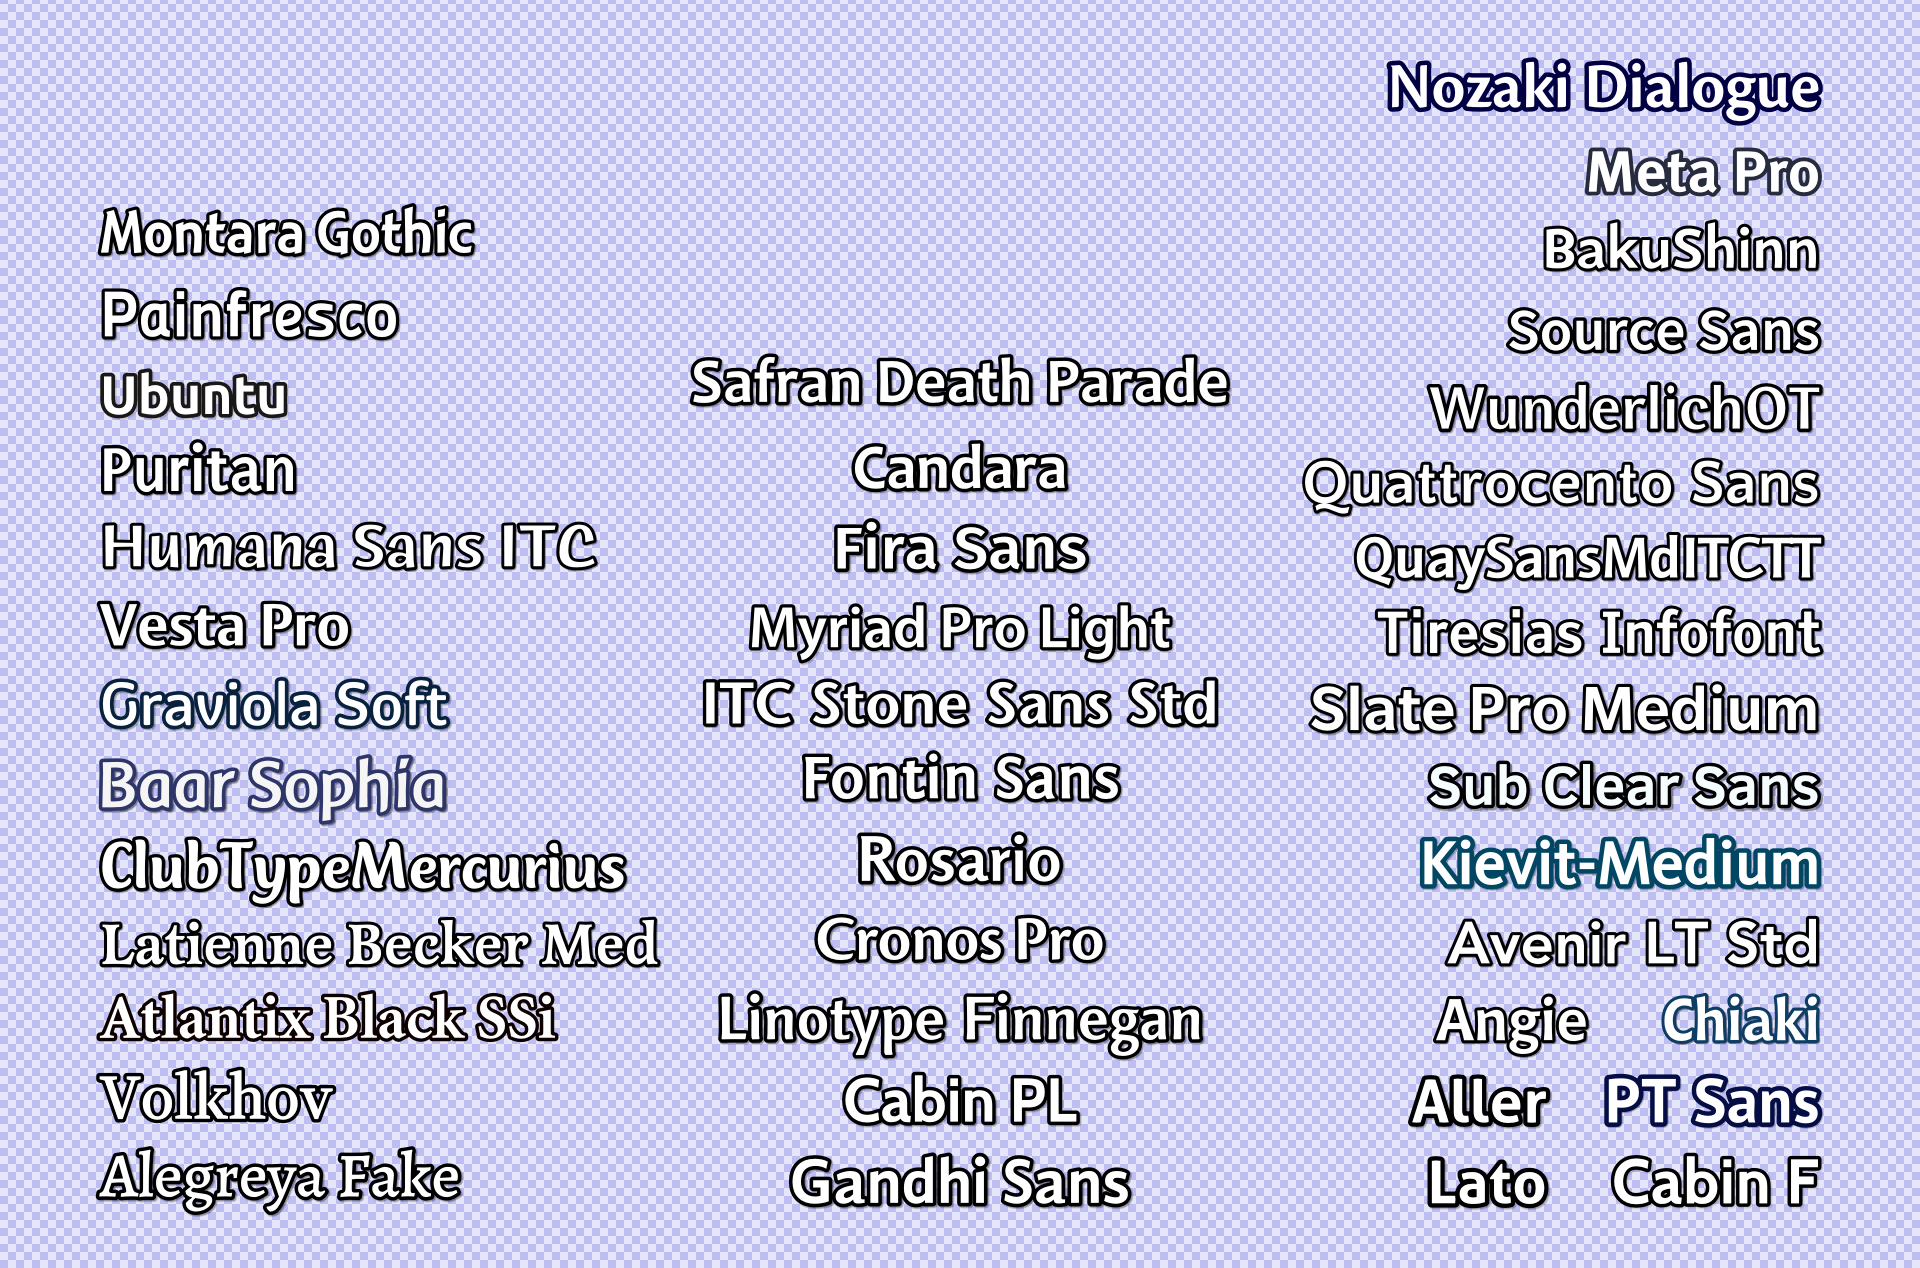 Montara Gothic
Painfresco
Ubuntu
Puritan
Humana Sans ITC
Vesta Pro
Graviola Soft
Baar Sophia
ClubTypeMercurius
Latienne Becker Med
Atlantix Black SSi
Volkhov
Alegreya Fake
Safran Death Parade
Candara
Fira Sans
Myriad Pro Light
ITC Stone Sans Std
Fontin Sans
Rosario
Cronos Pro
Linotype Finnegan
Cabin PL
Gandhi Sans
Nozaki Dialogue
Meta Pro
BakuShinn
Source Sans
WunderlichOT
Quattrocento Sans
QuaySansMdITCTT
Tiresias Infofont
Slate Pro Medium
Sub Clear Sans
Kievit-Medium
Avenir LT Std
Angie Chiaki
Aller PT Sans
Lato Cabin F